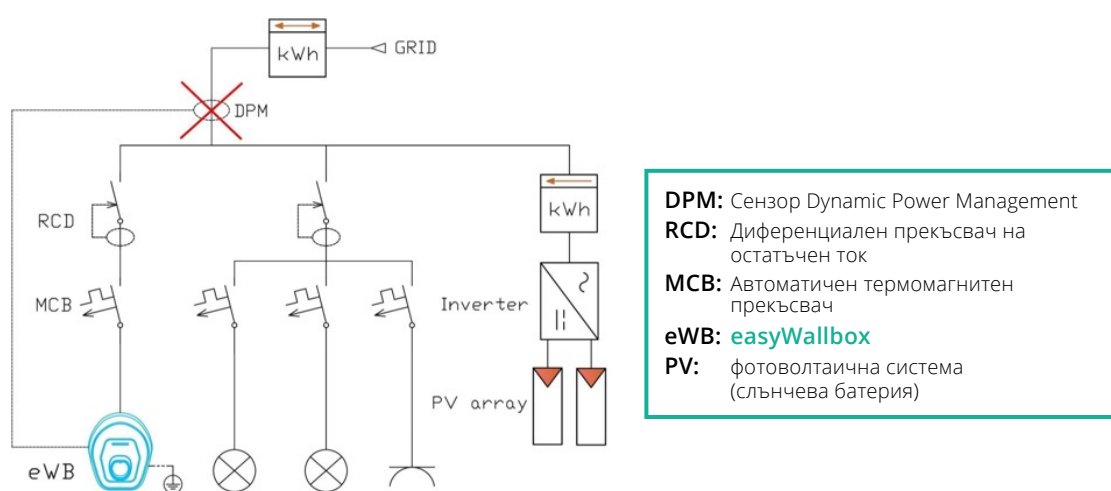 kWh
GRID
DPM
RCD
kWh
MCB
Inverter
PV array
eWB
DPM: Сензор Dynamic Power Management
RCD: Диференциален прекъсвач на
остатъчен ток
MCB: Автоматичен термомагнитен
прекъсвач
eWB: easyWallbox
PV: фотоволтаична система
(слънчева батерия)